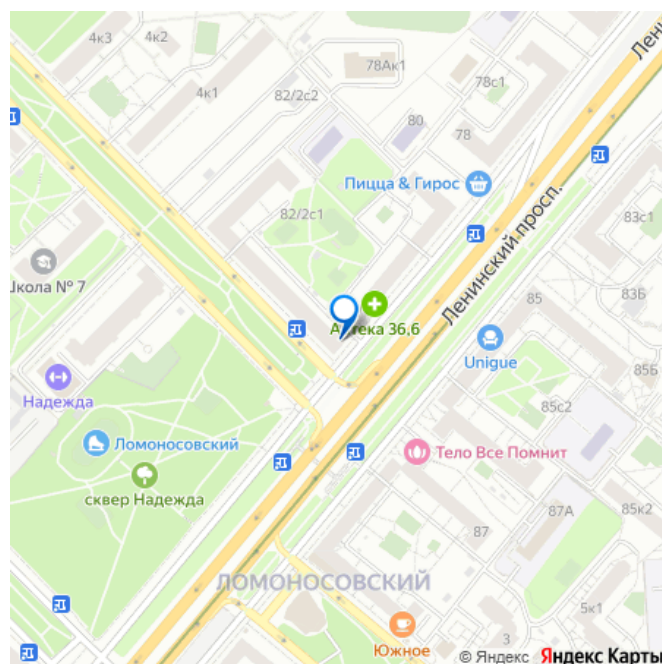 4к3
4к2
Лени
78Ак1
4к1
82/2с2
78с1
80
78
Пицца & Гирос
82/2с1
83с1
Ленинский просп.
Школа № 7
85
83Б
Аптека 36,6
Unigue
85Б
Надежда
85с2
Ломоносовский
Тело Все Помнит
сквер Надежда
87А
85к2
87
ЛОМОНОСОВСКИЙ
5к1
Южное
3
© Яндекс Яндекс Карты